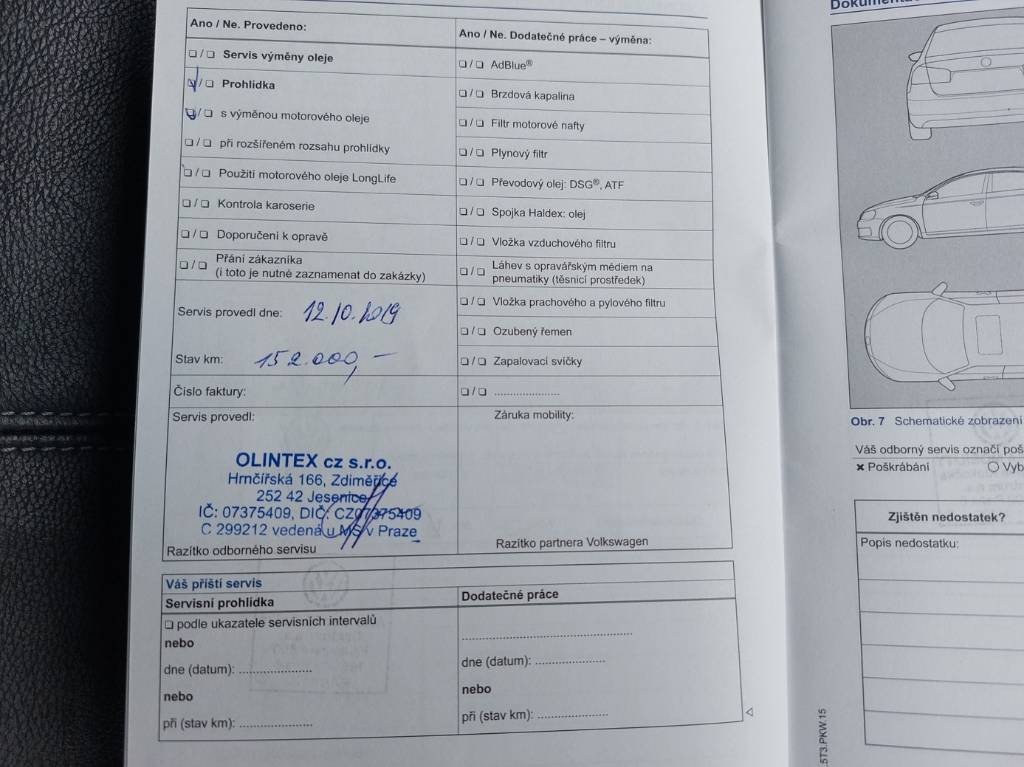 Ano / Ne. Provedeno:
❑ / ❑ Servis výměny oleje
❑ / ❑ Prohlídka
❑ / ❑ s výměnou motorového oleje
❑ / ❑ při rozšířeném rozsahu prohlídky
❑ / ❑ Použití motorového oleje LongLife
❑ / ❑ Kontrola karoserie
❑ / ❑ Doporučení k opravě
❑ / ❑ Přání zákazníka
(i toto je nutné zaznamenat do zakázky)
Servis provedl dne: 12.10.2019
Stav km: 152.000,—
Číslo faktury:
Servis provedl:
OLINTEX cz s.r.o.
Hrnčířská 166, Zdiměřice
252 42 Jesenice
IČ: 07375409, DIČ: CZ07375409
C 299212 vedená u MS v Praze
Razítko odborného servisu
Ano / Ne. Dodatečné práce – výměna:
❑ / ❑ AdBlue®
❑ / ❑ Brzdová kapalina
❑ / ❑ Filtr motorové nafty
❑ / ❑ Plynový filtr
❑ / ❑ Převodový olej: DSG®, ATF
❑ / ❑ Spojka Haldex: olej
❑ / ❑ Vložka vzduchového filtru
❑ / ❑ Láhev s opravářským médiem na
pneumatiky (těsnicí prostředek)
❑ / ❑ Vložka prachového a pylového filtru
❑ / ❑ Ozubený řemen
❑ / ❑ Zapalovací svíčky
❑ / ❑ ......................
Záruka mobility:
Razítko partnera Volkswagen
Váš příští servis
Servisní prohlídka
❑ podle ukazatele servisních intervalů
nebo
dne (datum): ......................
nebo
při (stav km): ......................
Dodatečné práce
......................................................
dne (datum): ......................
nebo
při (stav km): ......................
5T3.PKW.15
Obr. 7 Schematické zobrazení
Váš odborný servis označí
✖ Poškrábání
Zjištěn nedostatek?
Popis nedostatku: